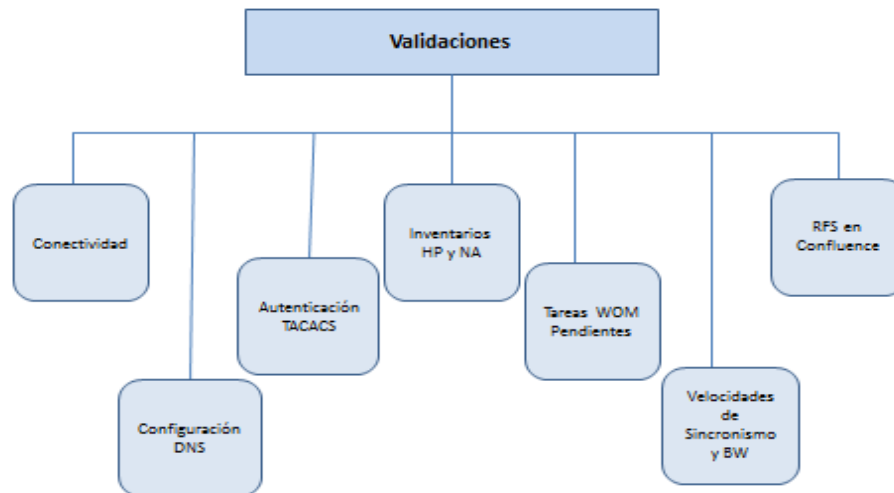 Validaciones
Conectividad
Configuración
DNS
Autenticación
TACACS
Inventarios
HP y NA
Tareas WOM
Pendientes
Velocidades
de
Sincronismo
y BW
RFS en
Confluence